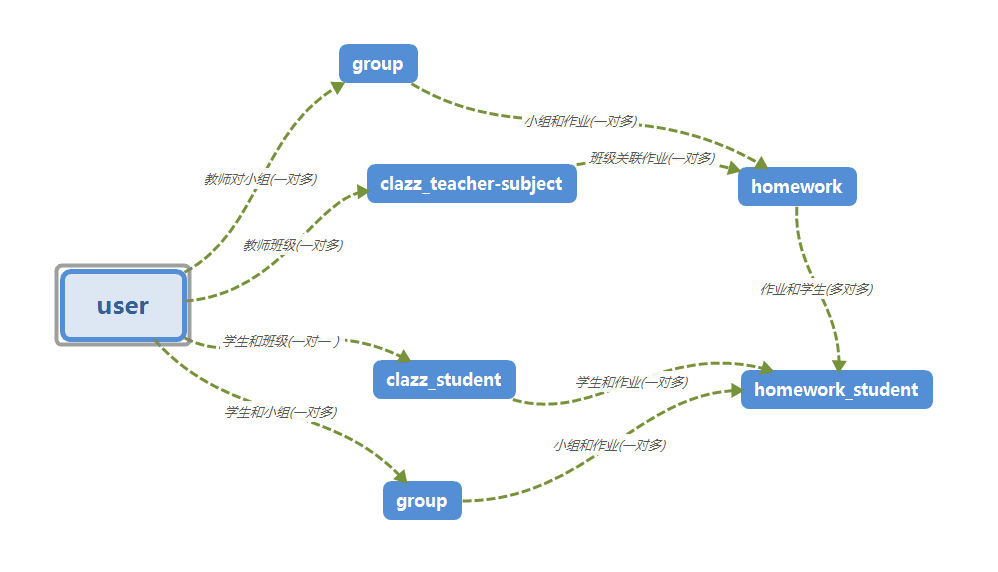 group
小组和作业(一对多)
班级关联作业(一对多)
教师对小组(一对多)
clazz_teacher-subject
homework
教师班级(一对多)
作业和学生(多对多)
user
学生和班级(一对一 )
clazz_student
学生和作业(一对多)
homework_student
学生和小组(一对多)
小组和作业(一对多)
group